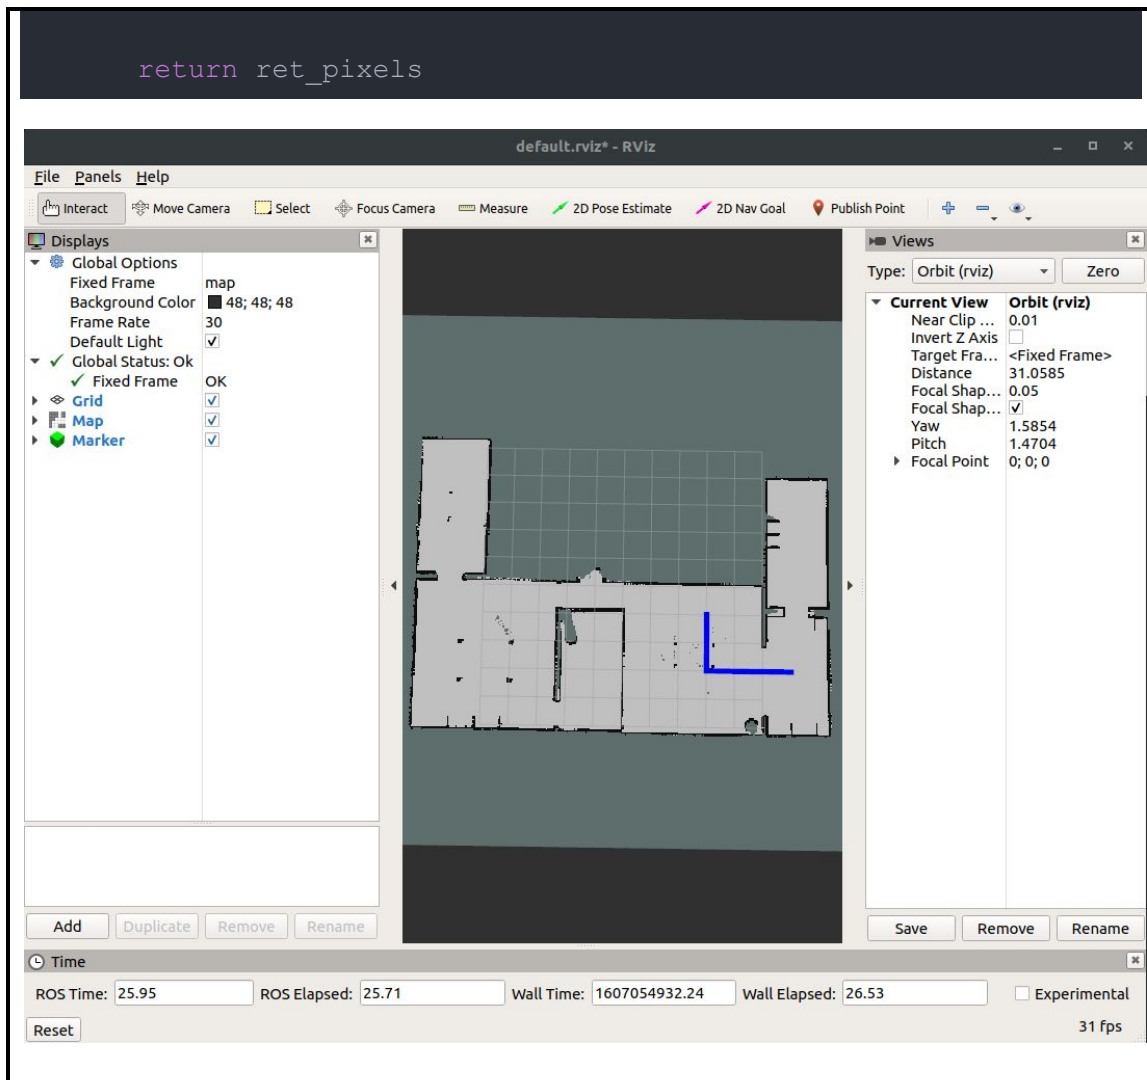 return ret_pixels
default.rviz* - RViz
File Panels Help
Interact Move Camera Select Focus Camera Measure 2D Pose Estimate 2D Nav Goal Publish Point
Displays
Global Options
Fixed Frame map
Background Color 48; 48; 48
Frame Rate 30
Default Light
Global Status: Ok
Fixed Frame OK
Grid
Map
Marker
Add Duplicate Remove Rename
Views
Type: Orbit (rviz) Zero
Current View Orbit (rviz)
Near Clip ... 0.01
Invert Z Axis
Target Fra... <Fixed Frame>
Distance 31.0585
Focal Shap... 0.05
Focal Shap...
Yaw 1.5854
Pitch 1.4704
Focal Point 0; 0; 0
Save Remove Rename
Time
ROS Time: 25.95 ROS Elapsed: 25.71 Wall Time: 1607054932.24 Wall Elapsed: 26.53 Experimental
Reset 31 fps